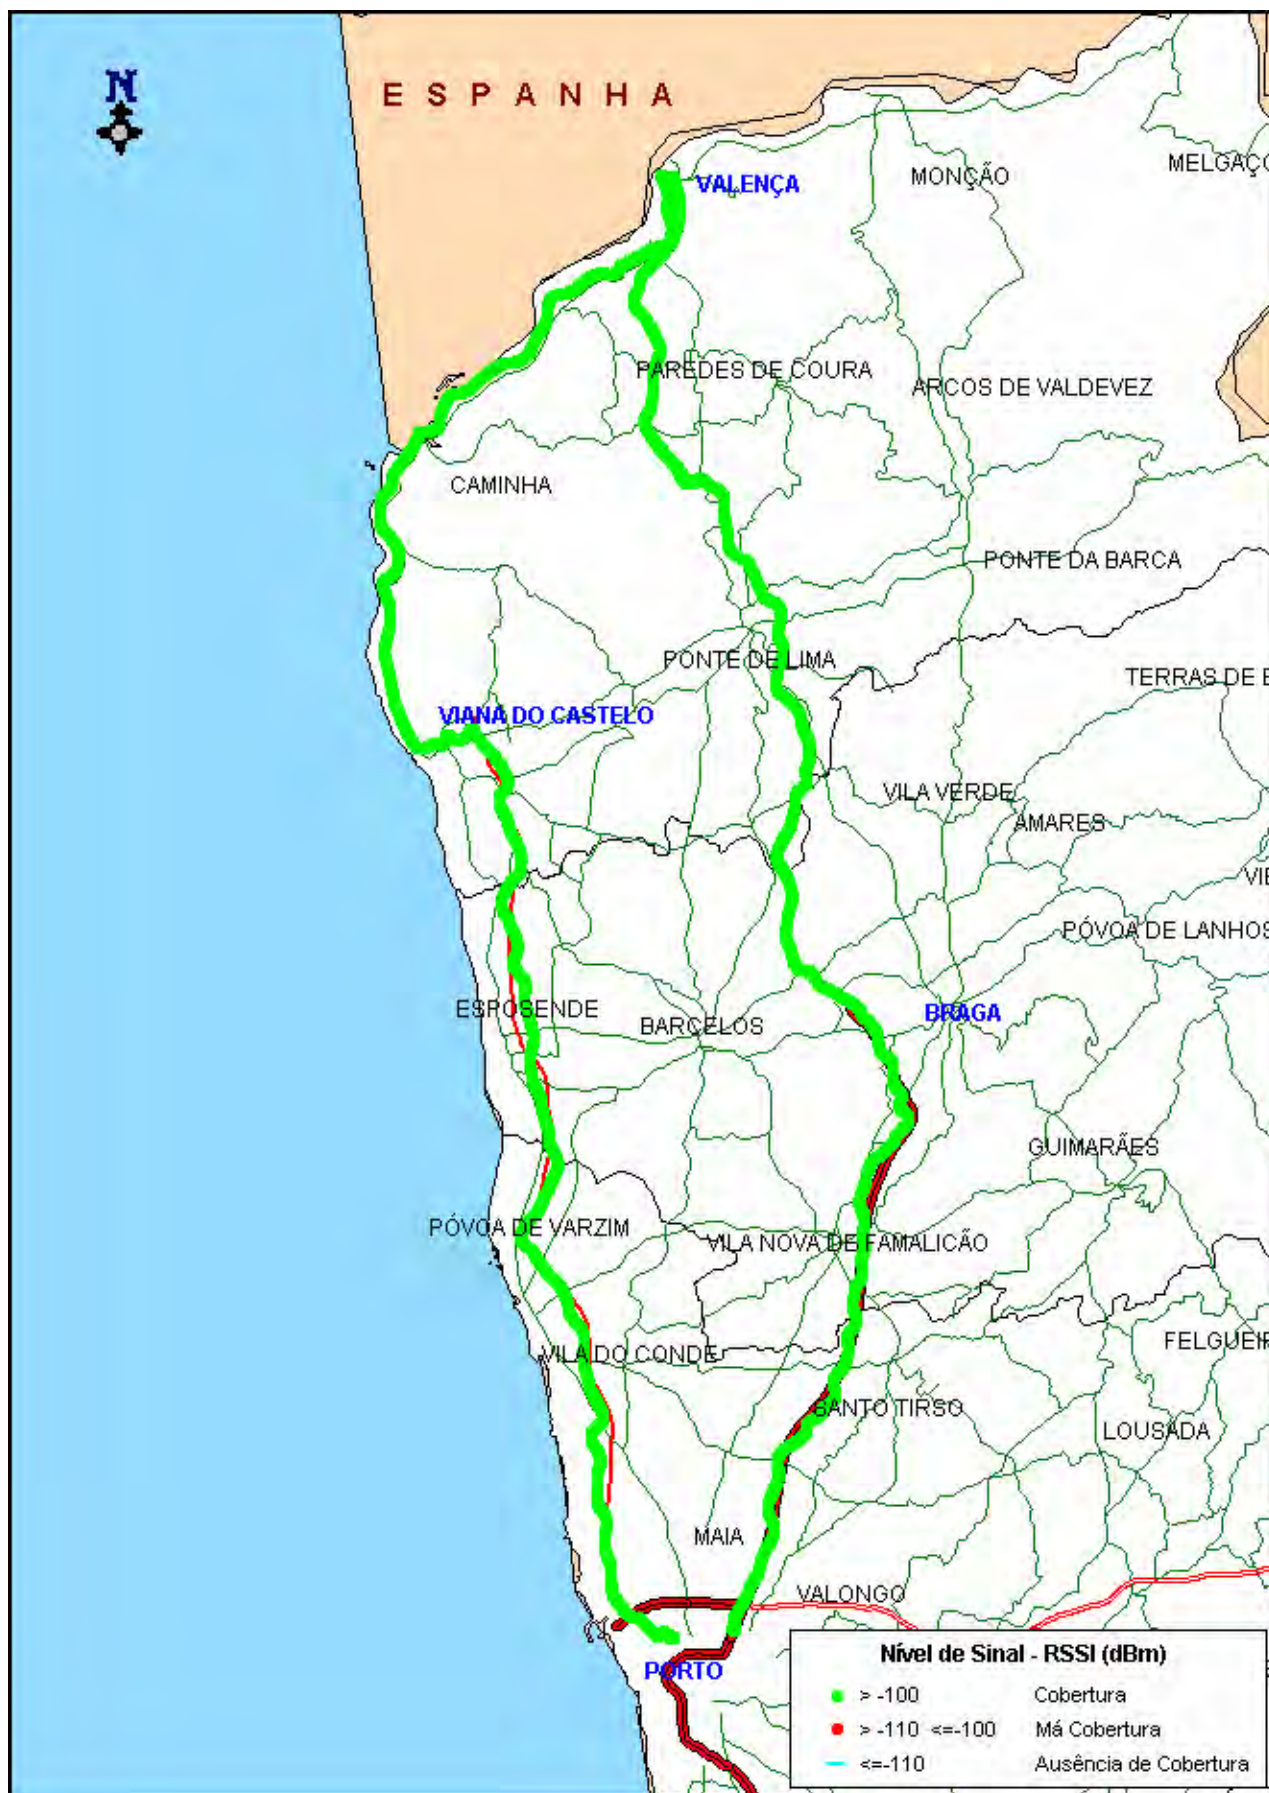 N
ESPANHA
VALENÇA
MONÇÃO
MELGAÇO
PAREDES DE COURA
ARCOS DE VALDEVEZ
CAMINHA
PONTE DA BARCA
PONTE DE LIMA
TERRAS DE B
VIANA DO CASTELO
VILA VERDE
AMARES
VIE
PÓVOA DE LANHOS
ESPOSENDE
BARCELOS
BRAGA
GUIMARÃES
PÓVOA DE VARZIM
VILA NOVA DE FAMALICÃO
VILA DO CONDE
FELGUEIR
SANTO TIRSO
LOUSADA
MAIA
VALONGO
PORTO
Nível de Sinal - RSSI (dBm)
> -100 Cobertura
> -110 <=-100 Má Cobertura
<=-110 Ausência de Cobertura